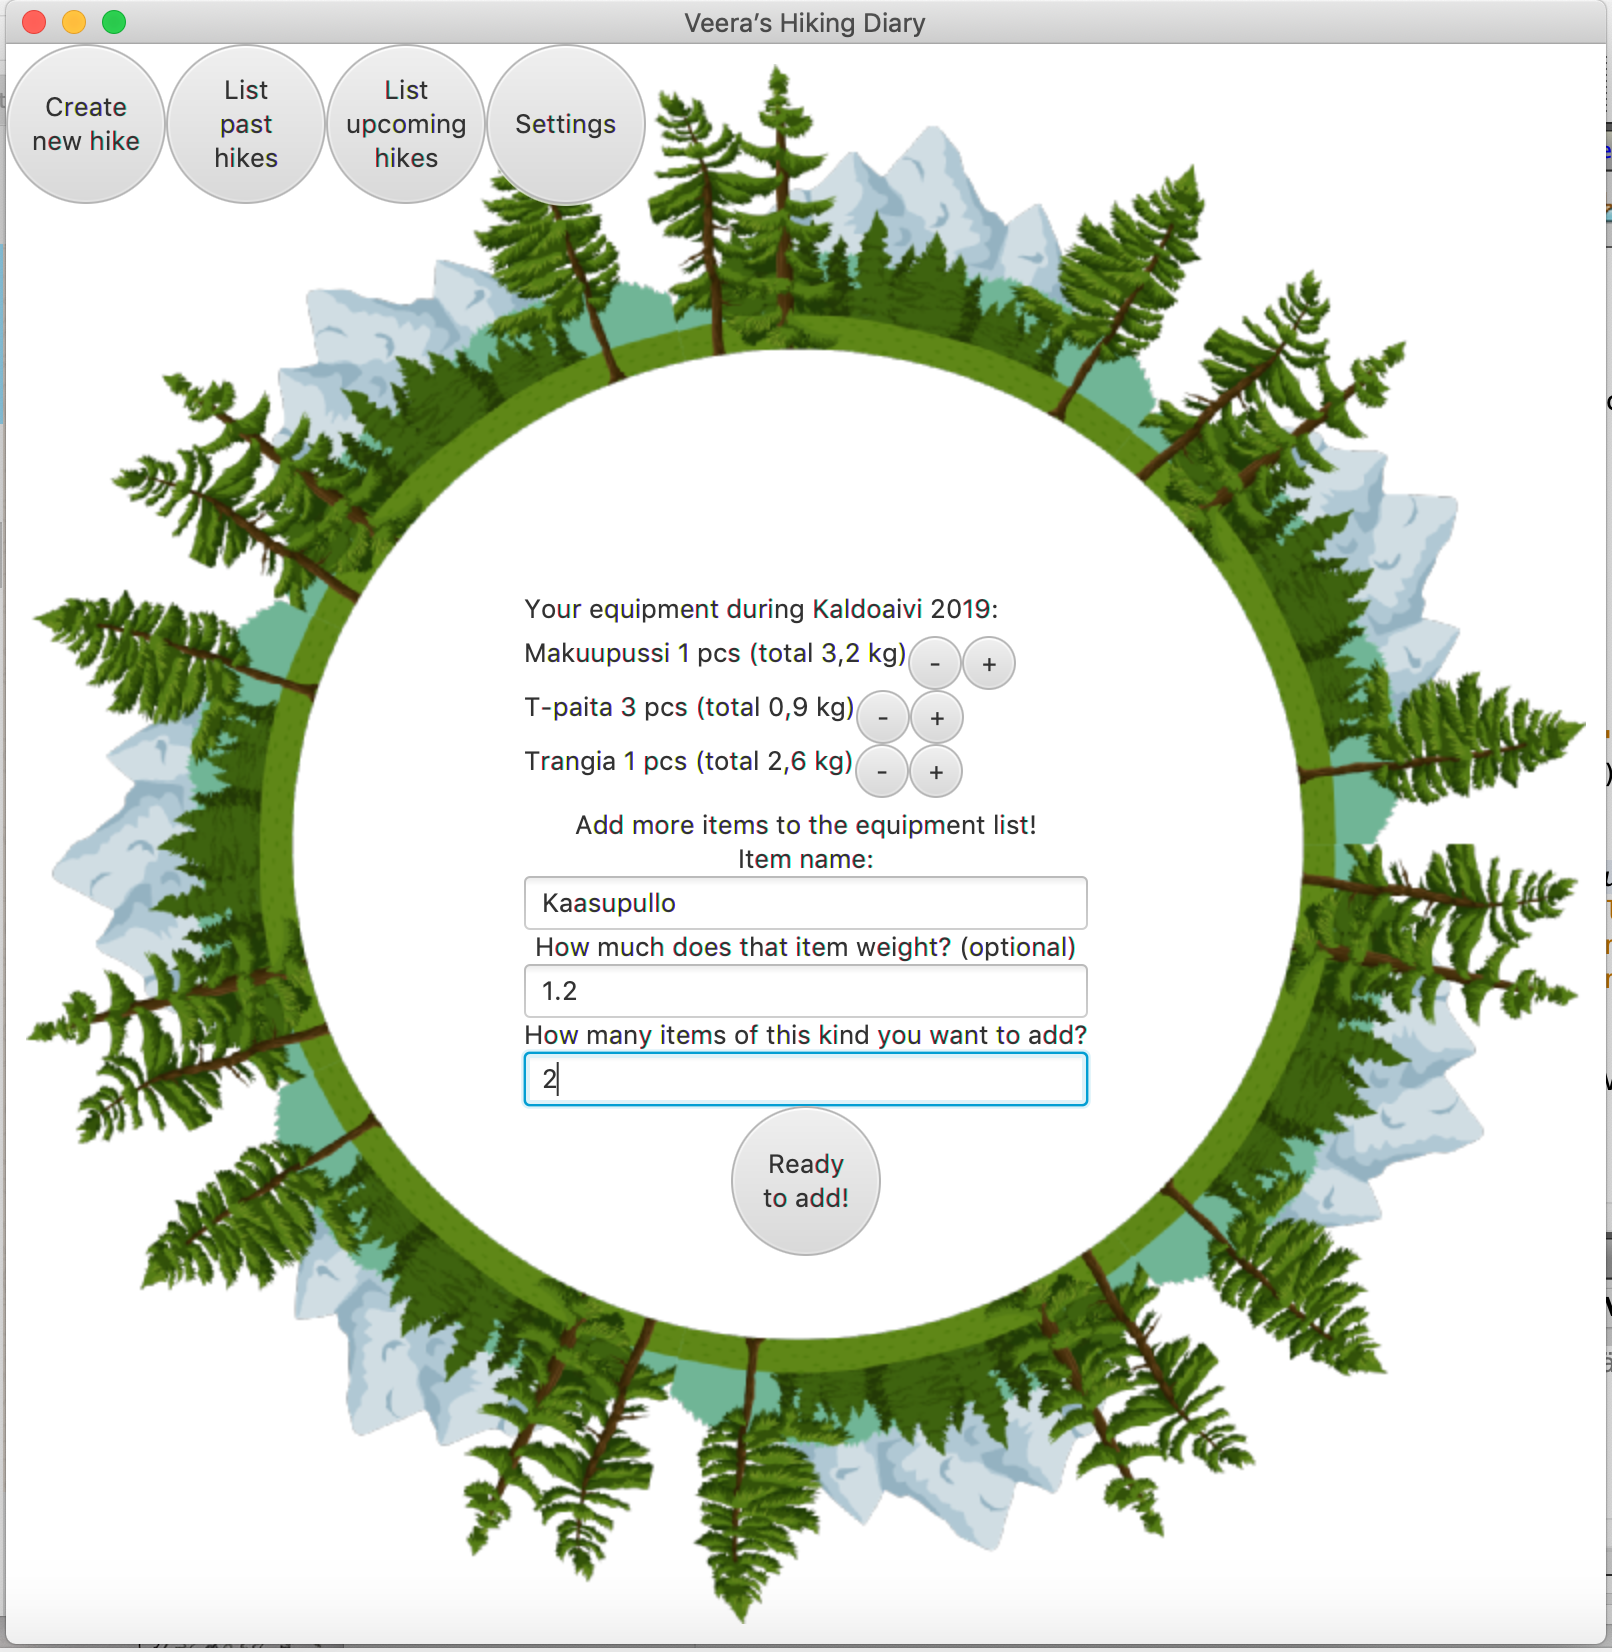 Veera's Hiking Diary
Create
new hike
List
past
hikes
List
upcoming
hikes
Settings
Your equipment during Kaldoaivi 2019:
Makuupussi 1 pcs (total 3,2 kg) - +
T-paita 3 pcs (total 0,9 kg) - +
Trangia 1 pcs (total 2,6 kg) - +
Add more items to the equipment list!
Item name:
Kaasupullo
How much does that item weight? (optional)
1.2
How many items of this kind you want to add?
2
Ready
to add!